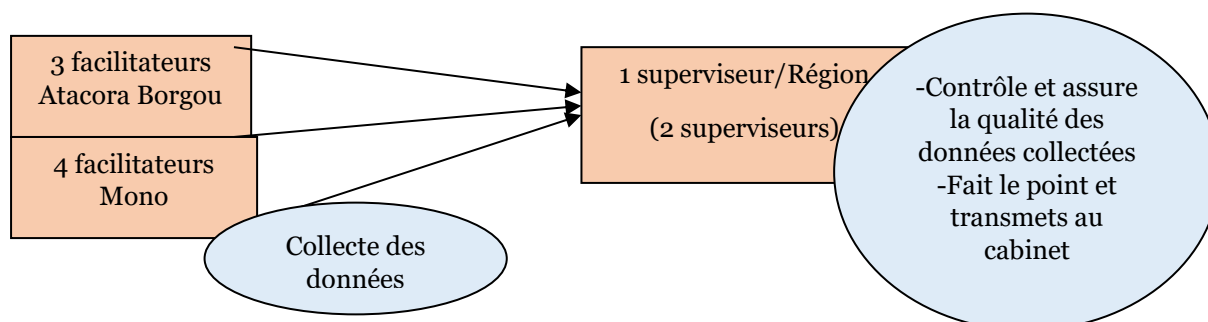 3 facilitateurs
Atacora Borgou
4 facilitateurs
Mono
Collecte des
données
1 superviseur/Région
(2 superviseurs)
-Contrôle et assure
la qualité des
données collectées
-Fait le point et
transmets au
cabinet